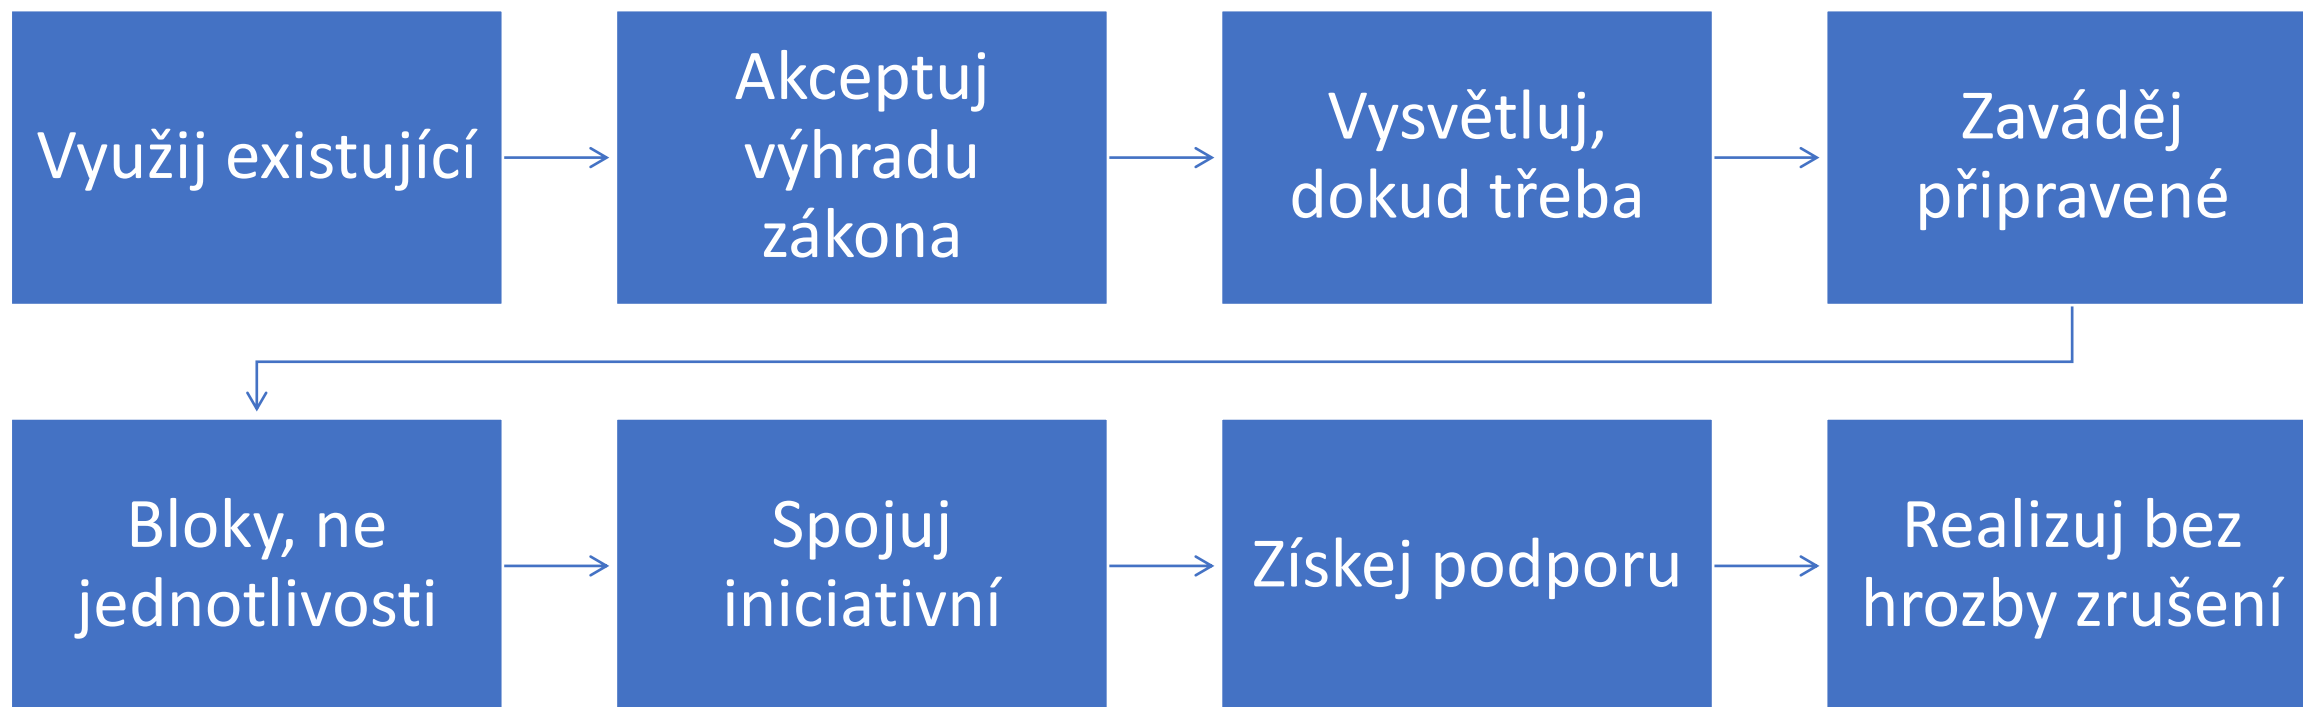 Využij existující
Akceptuj
výhradu
zákona
Vysvětluj,
dokud třeba
Zaváděj
připravené
Bloky, ne
jednotlivosti
Spojuj
iniciativní
Získej podporu
Realizuj bez
hrozby zrušení